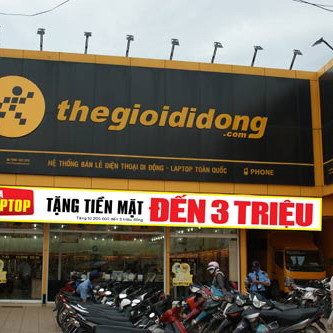 thegioididong
.com
HỆ THỐNG BÁN LẺ ĐIỆN THOẠI DI ĐỘNG - LAPTOP TOÀN QUỐC
PHONE
LAPTOP
TẶNG TIỀN MẶT ĐẾN 3 TRIỆU